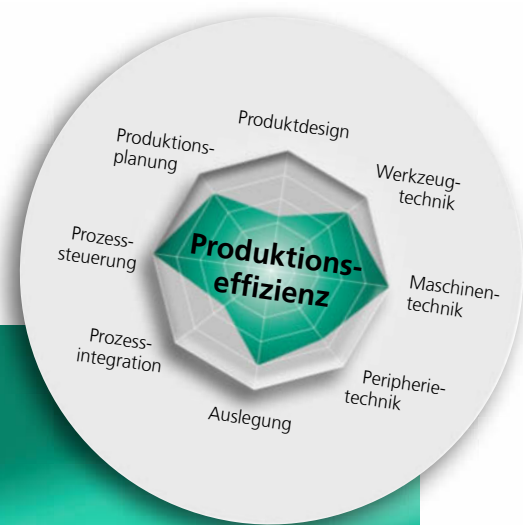 Produktdesign
Werkzeug-
technik
Maschinen-
technik
Peripherie-
technik
Auslegung
Prozess-
integration
Prozess-
steuerung
Produktions-
planung
Produktions-
effizienz